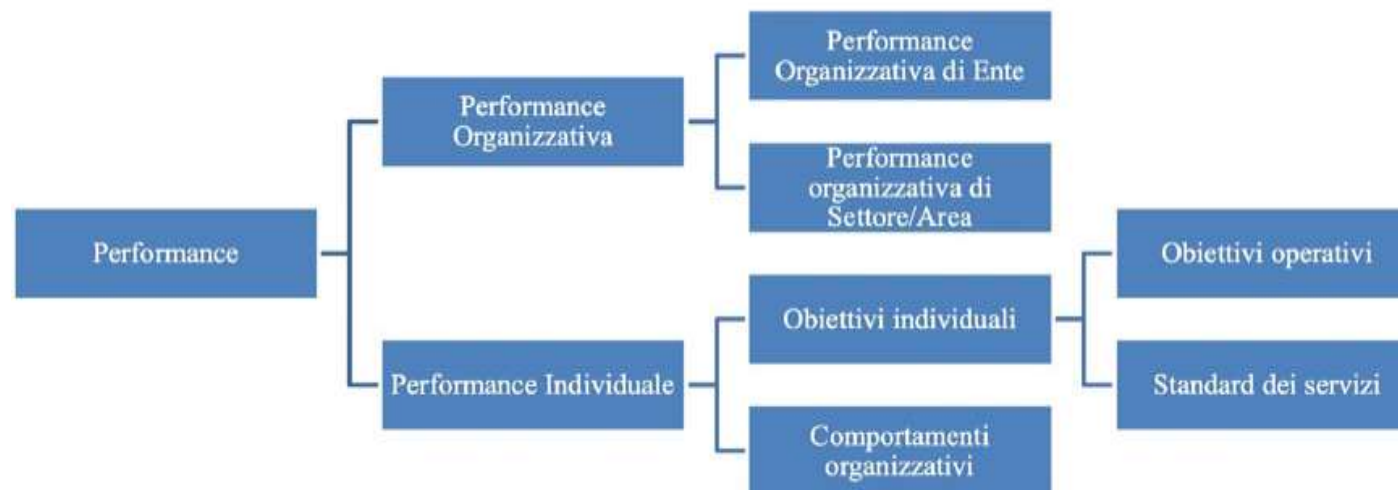 Performance
Organizzativa di Ente
Performance
Organizzativa
Performance
organizzativa di
Settore/Area
Performance
Obiettivi operativi
Obiettivi individuali
Performance Individuale
Standard dei servizi
Comportamenti
organizzativi